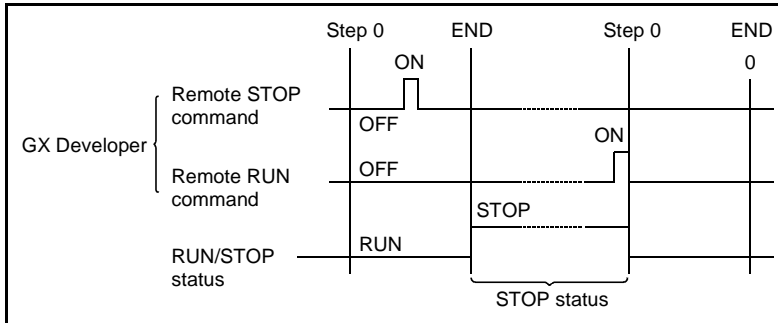 Step 0 END Step 0 END
0
ON
Remote STOP
command
OFF
GX Developer
ON
Remote RUN
command
OFF
STOP
RUN/STOP
status
RUN
STOP status